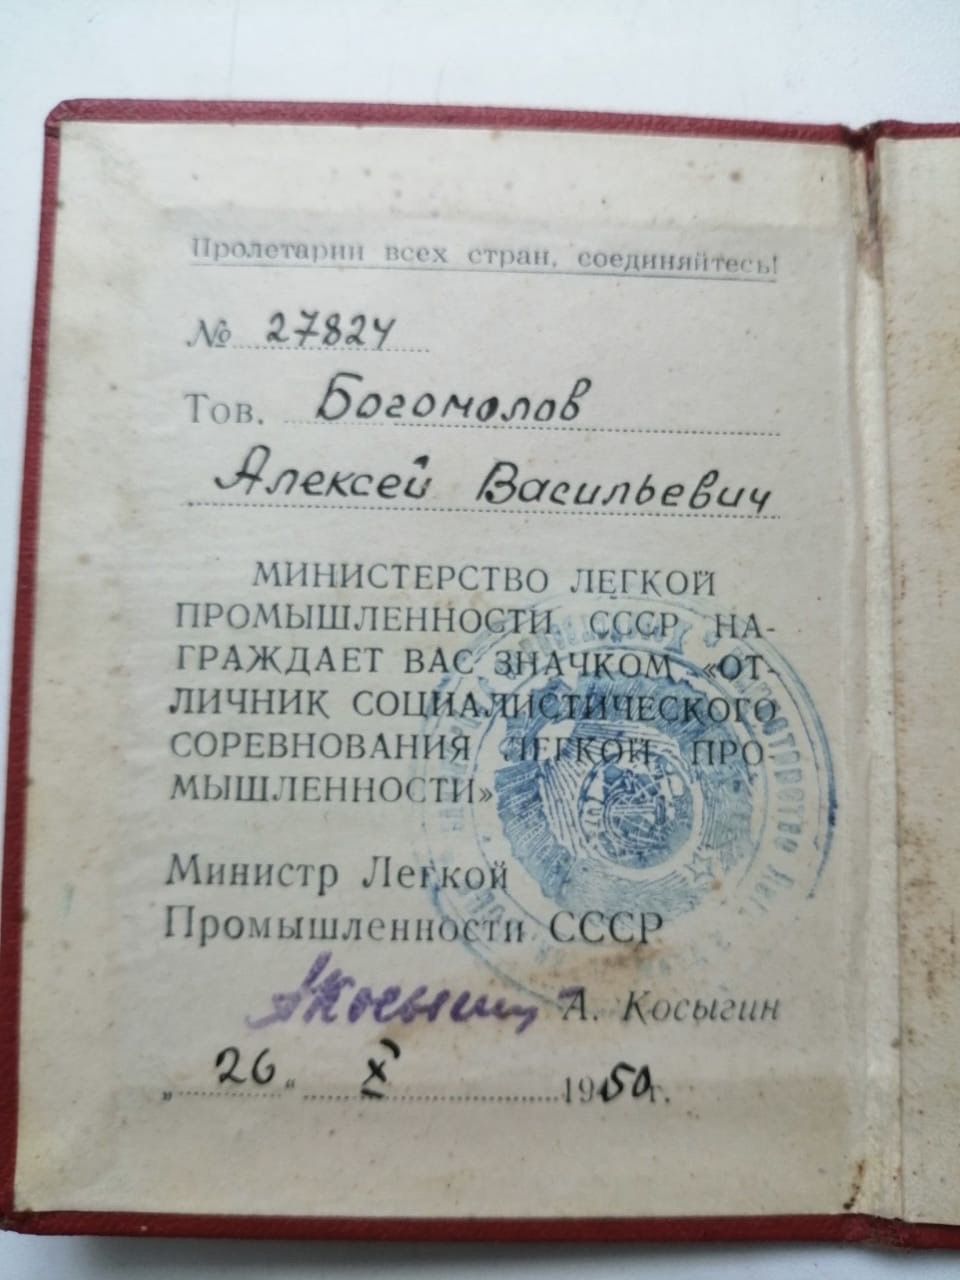 Пролетарии всех стран, соединяйтесь!
№ 27824
Тов. Богомолов
Алексей Васильевич
МИНИСТЕРСТВО ЛЕГКОЙ
ПРОМЫШЛЕННОСТИ СССР НА-
ГРАЖДАЕТ ВАС ЗНАЧКОМ «ОТ-
ЛИЧНИК СОЦИАЛИСТИЧЕСКОГО
СОРЕВНОВАНИЯ ЛЕГКОЙ ПРО-
МЫШЛЕННОСТИ»
Министр Легкой
Промышленности СССР
АКосыгин А. Косыгин
„ 26 “ X 1950 г.